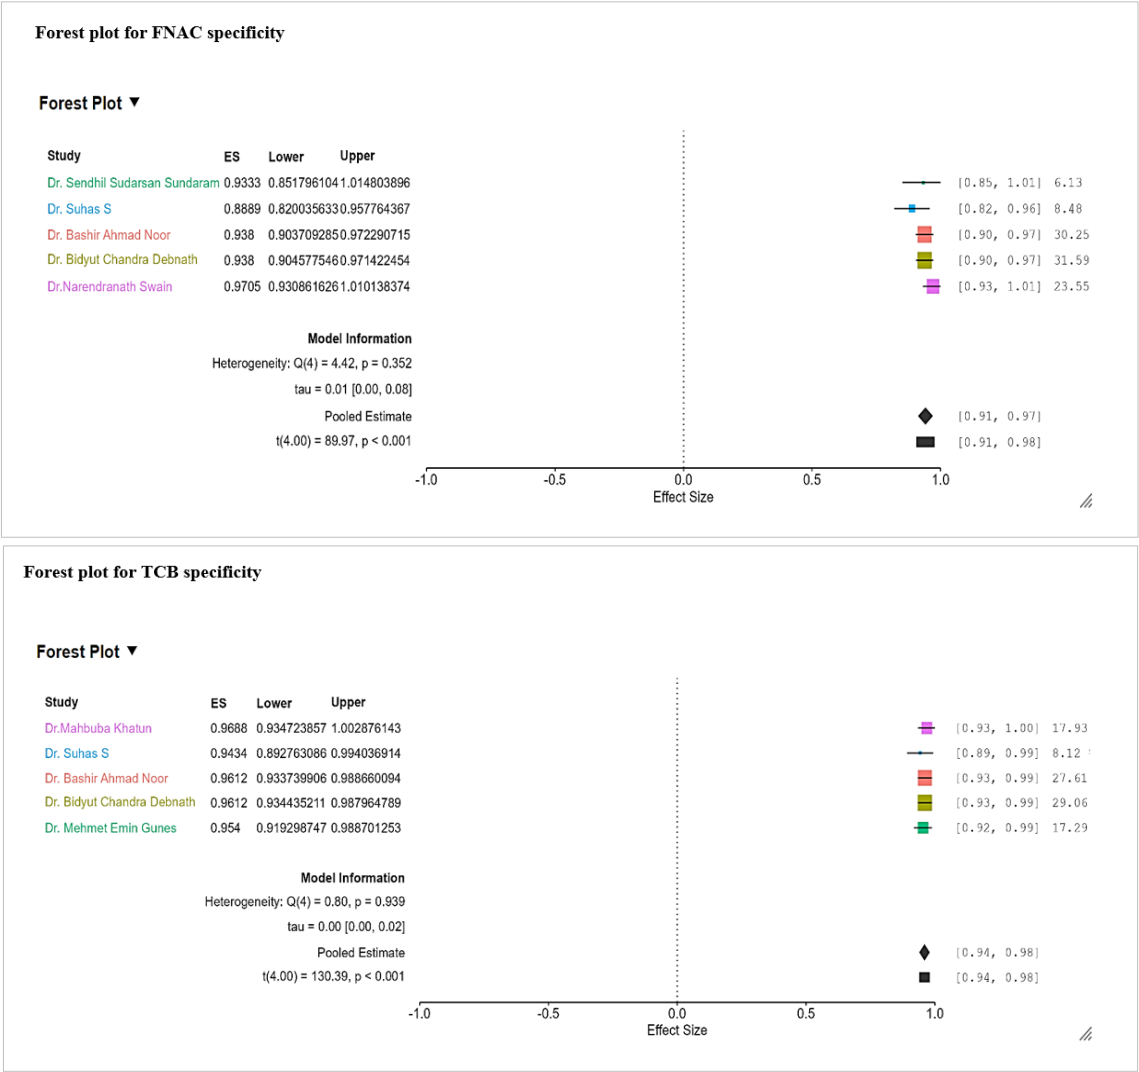 Forest plot for FNAC specificity
Forest Plot ▼
Study ES Lower Upper
Dr. Sendhil Sudarsan Sundaram 0.9333 0.851796104 1.014803896 [0.85, 1.01] 6.13
Dr. Suhas S 0.8889 0.820035633 0.957764367 [0.82, 0.96] 8.48
Dr. Bashir Ahmad Noor 0.938 0.903709285 0.972290715 [0.90, 0.97] 30.25
Dr. Bidyut Chandra Debnath 0.938 0.904577546 0.971422454 [0.90, 0.97] 31.59
Dr.Narendranath Swain 0.9705 0.930861626 1.010138374 [0.93, 1.01] 23.55
Model Information
Heterogeneity: Q(4) = 4.42, p = 0.352
tau = 0.01 [0.00, 0.08]
Pooled Estimate [0.91, 0.97]
t(4.00) = 89.97, p < 0.001 [0.91, 0.98]
-1.0 -0.5 0.0 0.5 1.0
Effect Size
Forest plot for TCB specificity
Forest Plot ▼
Study ES Lower Upper
Dr.Mahbuba Khatun 0.9688 0.934723857 1.002876143 [0.93, 1.00] 17.93
Dr. Suhas S 0.9434 0.892763086 0.994036914 [0.89, 0.99] 8.12
Dr. Bashir Ahmad Noor 0.9612 0.933739906 0.988660094 [0.93, 0.99] 27.61
Dr. Bidyut Chandra Debnath 0.9612 0.934435211 0.987964789 [0.93, 0.99] 29.06
Dr. Mehmet Emin Gunes 0.954 0.919298747 0.988701253 [0.92, 0.99] 17.29
Model Information
Heterogeneity: Q(4) = 0.80, p = 0.939
tau = 0.00 [0.00, 0.02]
Pooled Estimate [0.94, 0.98]
t(4.00) = 130.39, p < 0.001 [0.94, 0.98]
-1.0 -0.5 0.0 0.5 1.0
Effect Size